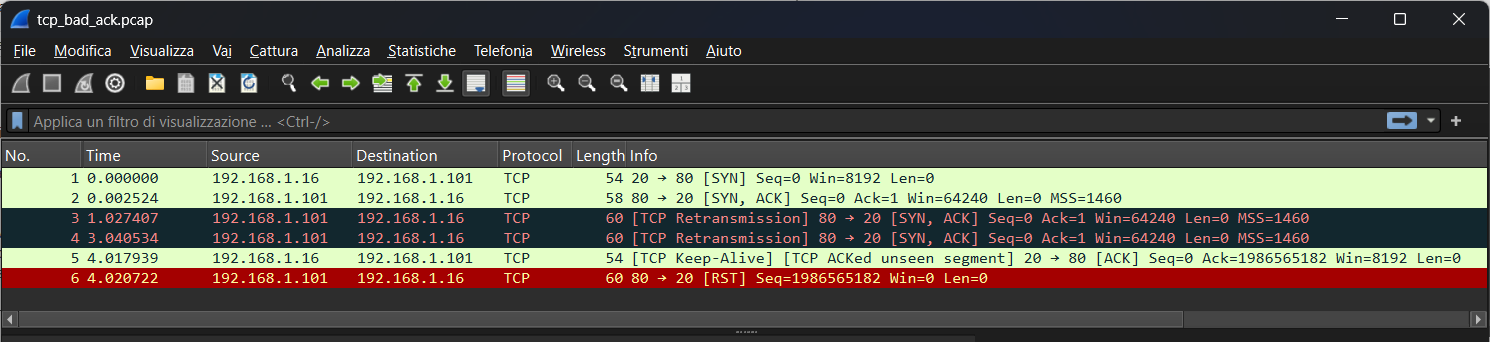 tcp_bad_ack.pcap
File Modifica Visualizza Vai Cattura Analizza Statistiche Telefonia Wireless Strumenti Aiuto
Applica un filtro di visualizzazione ... <Ctrl-/>
No. Time Source Destination Protocol Length Info
1 0.000000 192.168.1.16 192.168.1.101 TCP 54 20 → 80 [SYN] Seq=0 Win=8192 Len=0
2 0.002524 192.168.1.101 192.168.1.16 TCP 58 80 → 20 [SYN, ACK] Seq=0 Ack=1 Win=64240 Len=0 MSS=1460
3 1.027407 192.168.1.101 192.168.1.16 TCP 60 [TCP Retransmission] 80 → 20 [SYN, ACK] Seq=0 Ack=1 Win=64240 Len=0 MSS=1460
4 3.040534 192.168.1.101 192.168.1.16 TCP 60 [TCP Retransmission] 80 → 20 [SYN, ACK] Seq=0 Ack=1 Win=64240 Len=0 MSS=1460
5 4.017939 192.168.1.16 192.168.1.101 TCP 54 [TCP Keep-Alive] [TCP ACKed unseen segment] 20 → 80 [ACK] Seq=0 Ack=1986565182 Win=8192 Len=0
6 4.020722 192.168.1.101 192.168.1.16 TCP 60 80 → 20 [RST] Seq=1986565182 Win=0 Len=0